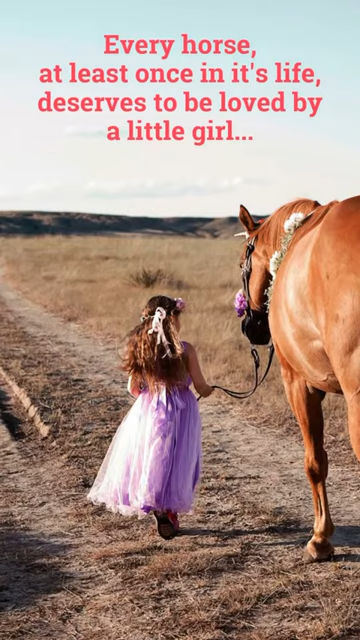 Every horse,
at least once in it's life,
deserves to be loved by
a little girl...